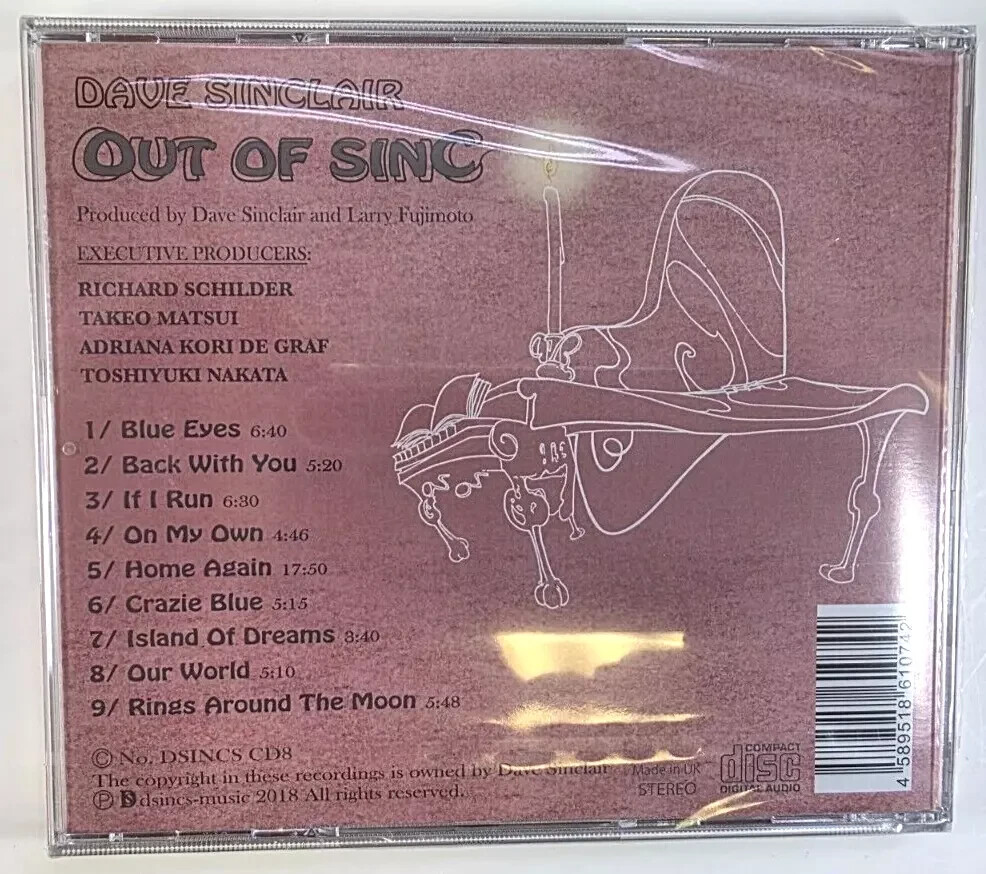 DAVE SINCLAIR
OUT OF SINC
Produced by Dave Sinclair and Larry Fujimoto
EXECUTIVE PRODUCERS:
RICHARD SCHILDER
TAKEO MATSUI
ADRIANA KORI DE GRAF
TOSHIYUKI NAKATA
1/ Blue Eyes 6:40
2/ Back With You 5:20
3/ If I Run 6:30
4/ On My Own 4:46
5/ Home Again 17:50
6/ Crazie Blue 5:15
7/ Island Of Dreams 3:40
8/ Our World 5:10
9/ Rings Around The Moon 5:48
© No. DSINCS CD8
The copyright in these recordings is owned by Dave Sinclair
℗ D dsincs-music 2018 All rights reserved.
Made in UK
STEREO
COMPACT
disc
DIGITAL AUDIO
4 589518 610742